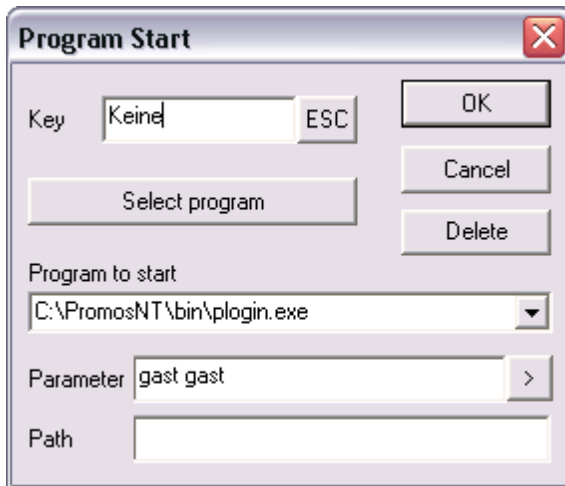 Program Start
Key Keine ESC OK
Cancel
Select program
Delete
Program to start
C:\PromosNT\bin\plogin.exe
Parameter gast gast >
Path